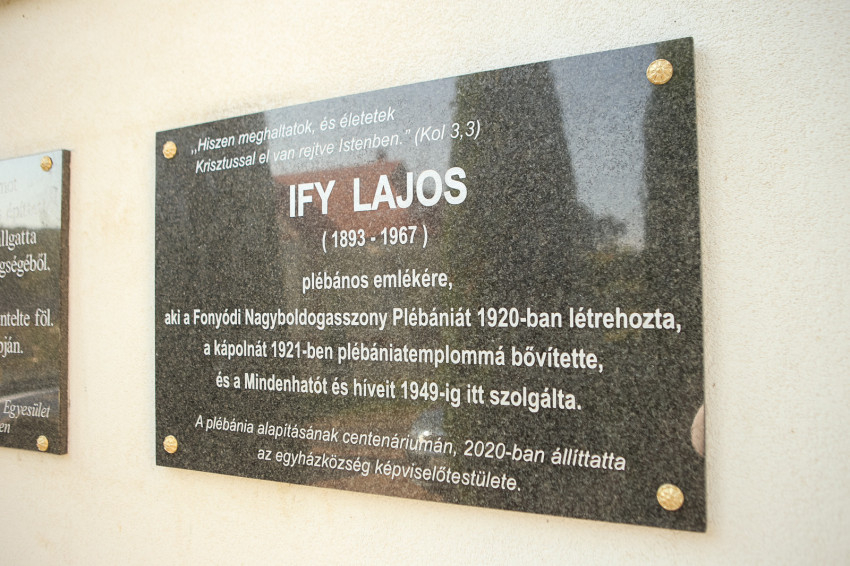 llgatta
gségéből.
ntelte föl.
pján.
Egyesület
en
,,Hiszen meghaltatok, és életetek
Krisztussal el van rejtve Istenben." (Kol 3,3)
IFY LAJOS
( 1893 - 1967 )
plébános emlékére,
aki a Fonyódi Nagyboldogasszony Plébániát 1920-ban létrehozta,
a kápolnát 1921-ben plébániatemplommá bővítette,
és a Mindenhatót és híveit 1949-ig itt szolgálta.
A plébánia alapításának centenáriumán, 2020-ban állíttatta
az egyházközség képviselőtestülete.